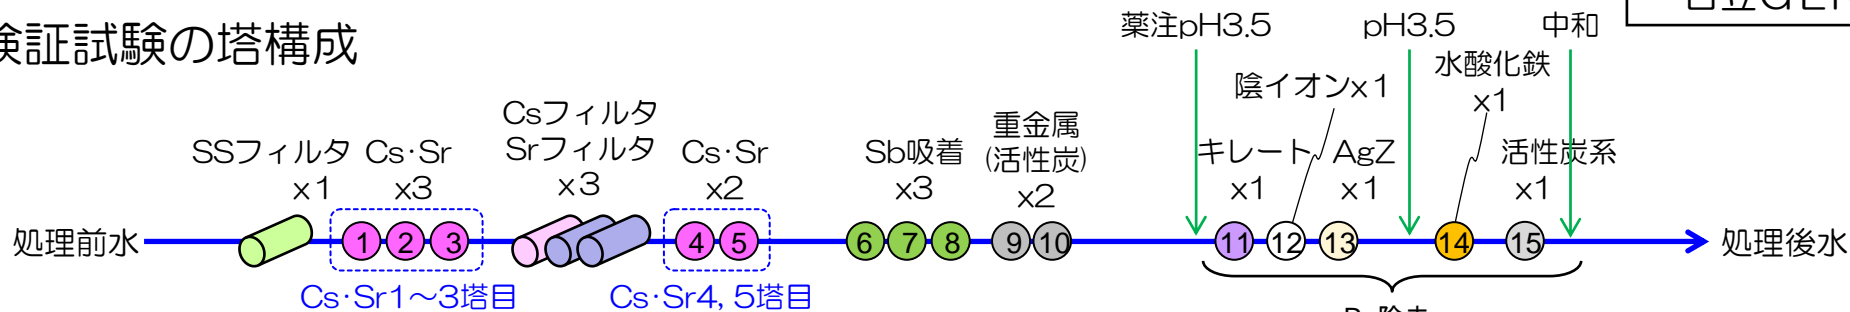 検証試験の塔構成
薬注pH3.5
pH3.5
中和
水酸化鉄
x1
陰イオンx1
Csフィルタ
Srフィルタ
x3
SSフィルタ
x1
Cs·Sr
x3
Cs·Sr
x2
Sb吸着
x3
重金属
(活性炭)
x2
キレート
x1
AgZ
x1
活性炭系
x1
処理前水
1
2
3
4
5
6
7
8
9
10
11
12
13
14
15
処理後水
Cs·Sr1～3塔目
Cs·Sr4, 5塔目